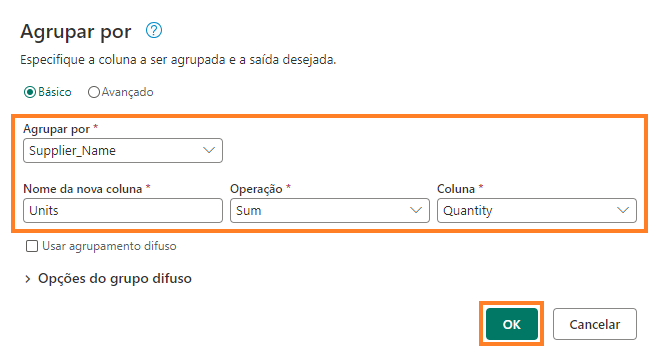 Agrupar por
Especifique a coluna a ser agrupada e a saída desejada.
Básico Avançado
Agrupar por *
Supplier_Name
Nome da nova coluna * Operação * Coluna *
Units Sum Quantity
Usar agrupamento difuso
Opções do grupo difuso
OK Cancelar